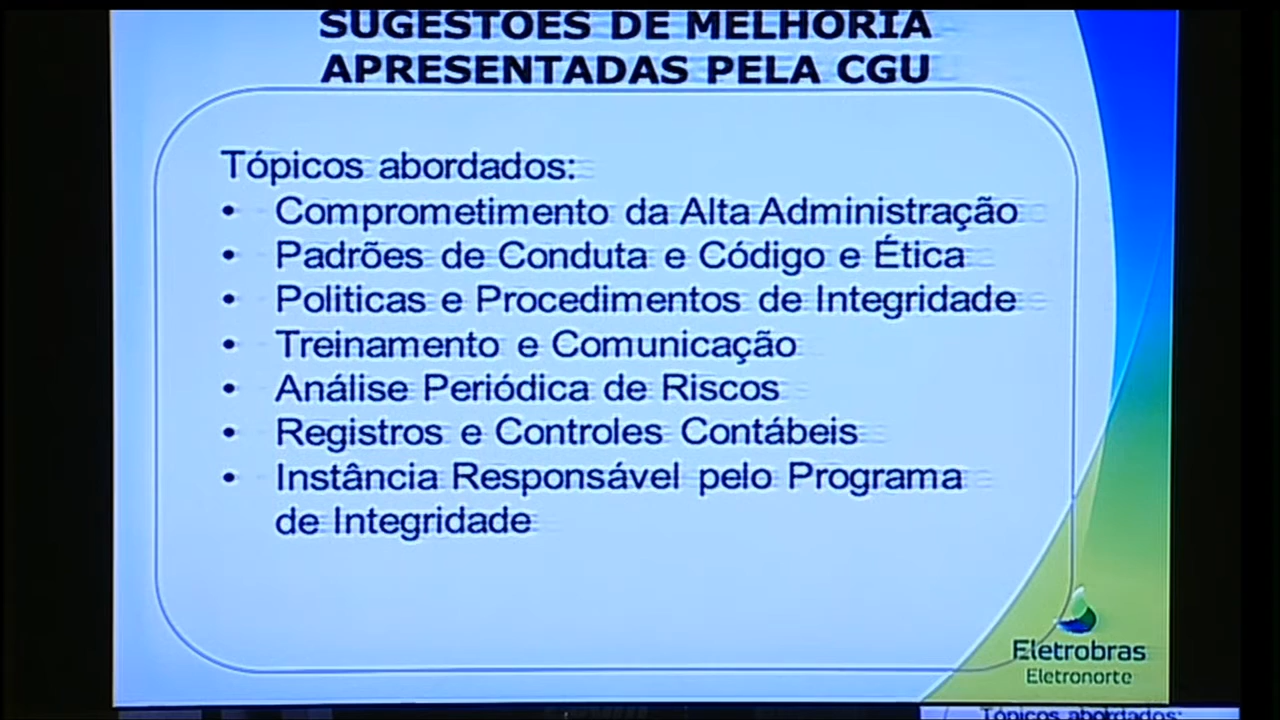 SUGESTÕES DE MELHORIA
APRESENTADAS PELA CGU
Tópicos abordados:
• Comprometimento da Alta Administração
• Padrões de Conduta e Código e Ética
• Politicas e Procedimentos de Integridade
• Treinamento e Comunicação
• Análise Periódica de Riscos
• Registros e Controles Contábeis
• Instância Responsável pelo Programa
de Integridade
Eletrobras
Eletronorte
Tópicos abordados: